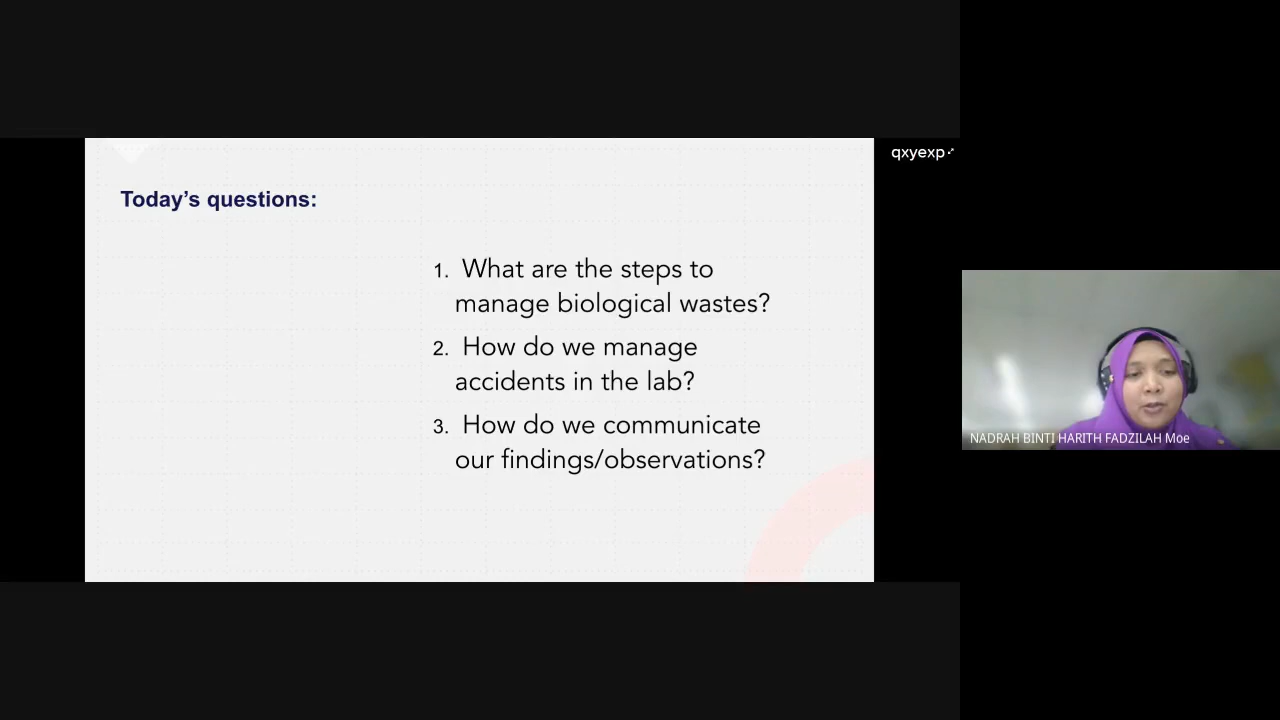 qxyexp
Today's questions:
1. What are the steps to
manage biological wastes?
2. How do we manage
accidents in the lab?
3. How do we communicate
our findings/observations?
NADRAH BINTI HARITH FADZILAH Moe